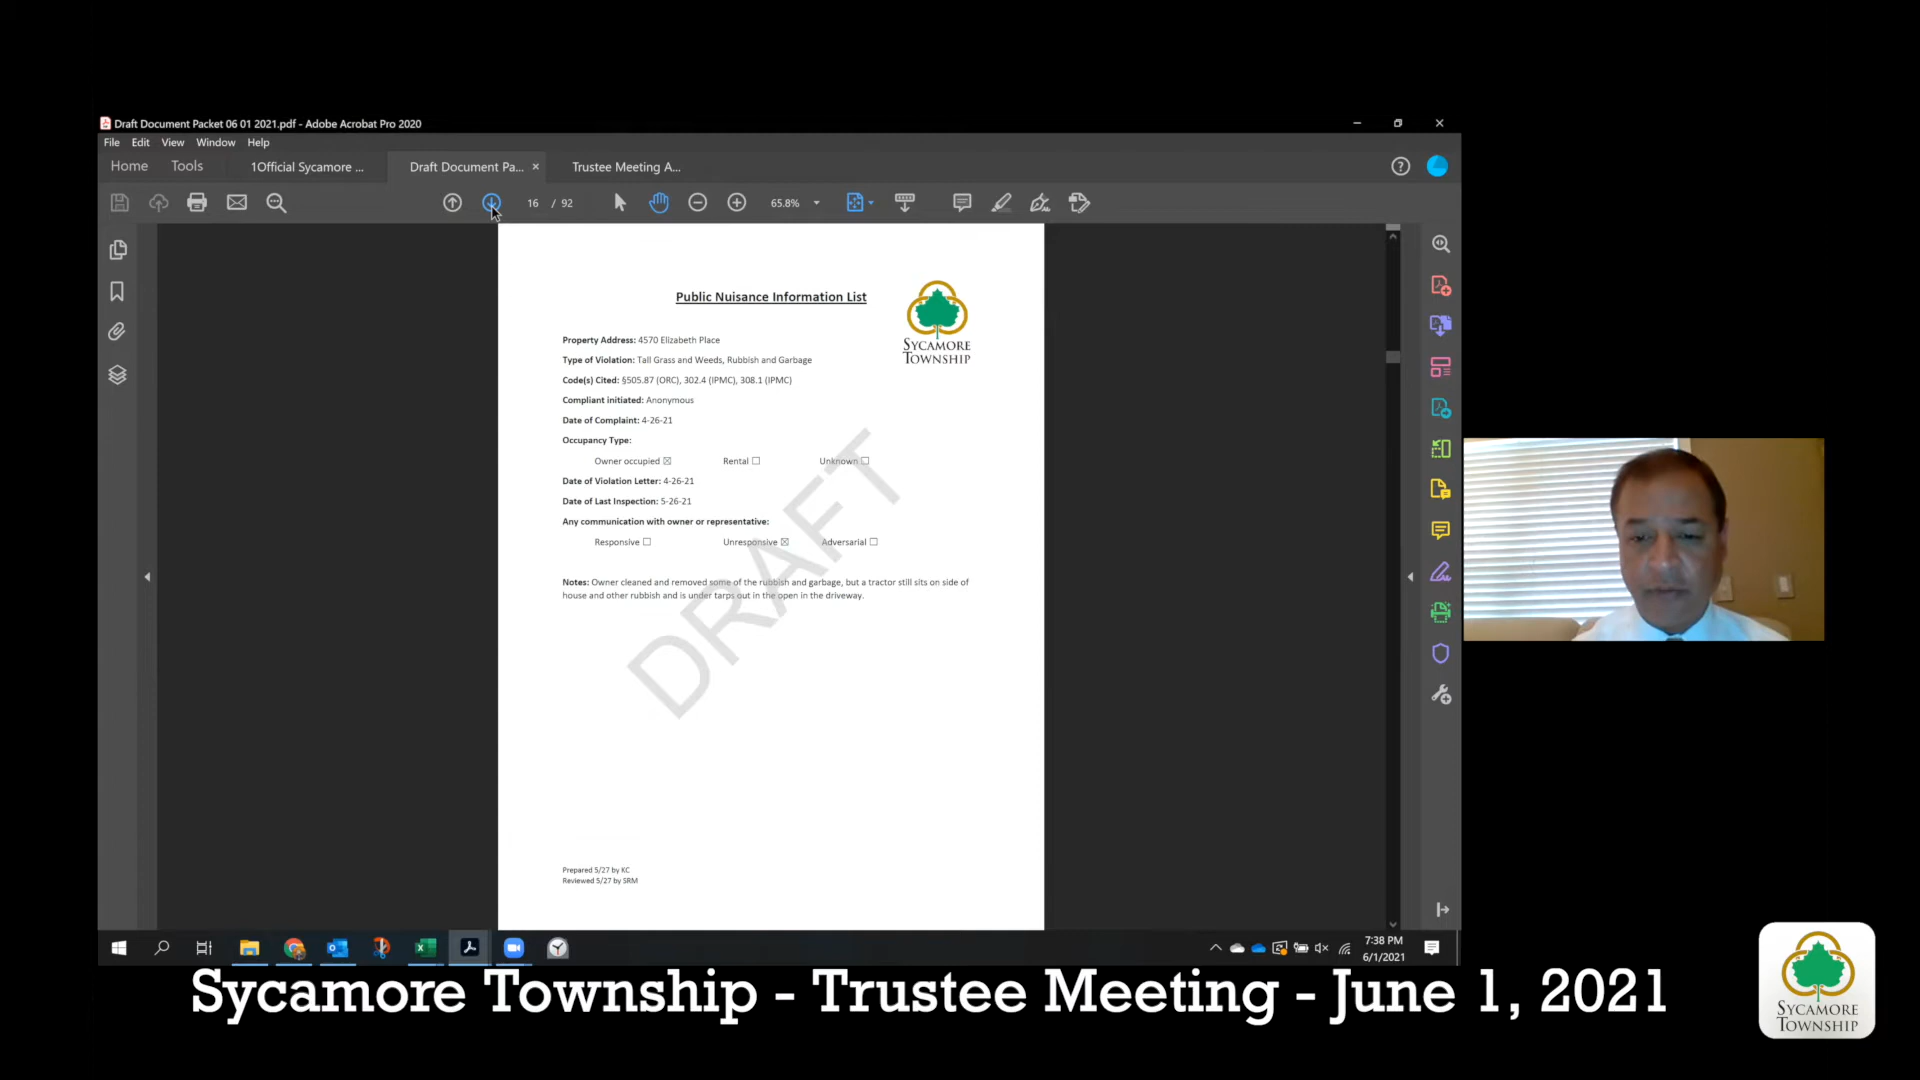 Draft Document Packet 06 01 2021.pdf - Adobe Acrobat Pro 2020
File Edit View Window Help
Home Tools 1Official Sycamore ... Draft Document Pa... × Trustee Meeting A...
16 / 92 65.8%
Public Nuisance Information List
SYCAMORE
TOWNSHIP
Property Address: 4570 Elizabeth Place
Type of Violation: Tall Grass and Weeds, Rubbish and Garbage
Code(s) Cited: §505.87 (ORC), 302.4 (IPMC), 308.1 (IPMC)
Compliant initiated: Anonymous
Date of Complaint: 4-26-21
Occupancy Type:
Owner occupied ☒ Rental ☐ Unknown ☐
Date of Violation Letter: 4-26-21
Date of Last Inspection: 5-26-21
Any communication with owner or representative:
Responsive ☐ Unresponsive ☒ Adversarial ☐
Notes: Owner cleaned and removed some of the rubbish and garbage, but a tractor still sits on side of
house and other rubbish and is under tarps out in the open in the driveway.
DRAFT
Prepared 5/27 by KC
Reviewed 5/27 by SRM
7:38 PM
6/1/2021
Sycamore Township - Trustee Meeting - June 1, 2021
SYCAMORE
TOWNSHIP